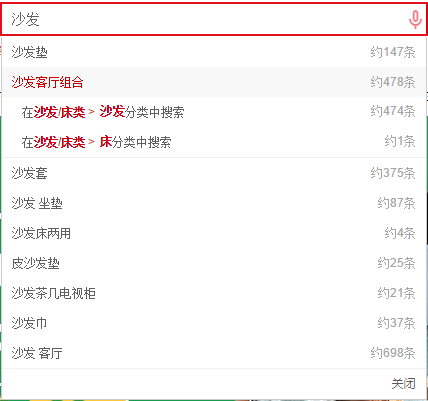 沙发
沙发垫 约147条
沙发客厅组合 约478条
在沙发/床类 > 沙发分类中搜索 约474条
在沙发/床类 > 床分类中搜索 约1条
沙发套 约375条
沙发 坐垫 约87条
沙发床两用 约4条
皮沙发垫 约25条
沙发茶几电视柜 约21条
沙发巾 约37条
沙发 客厅 约698条
关闭